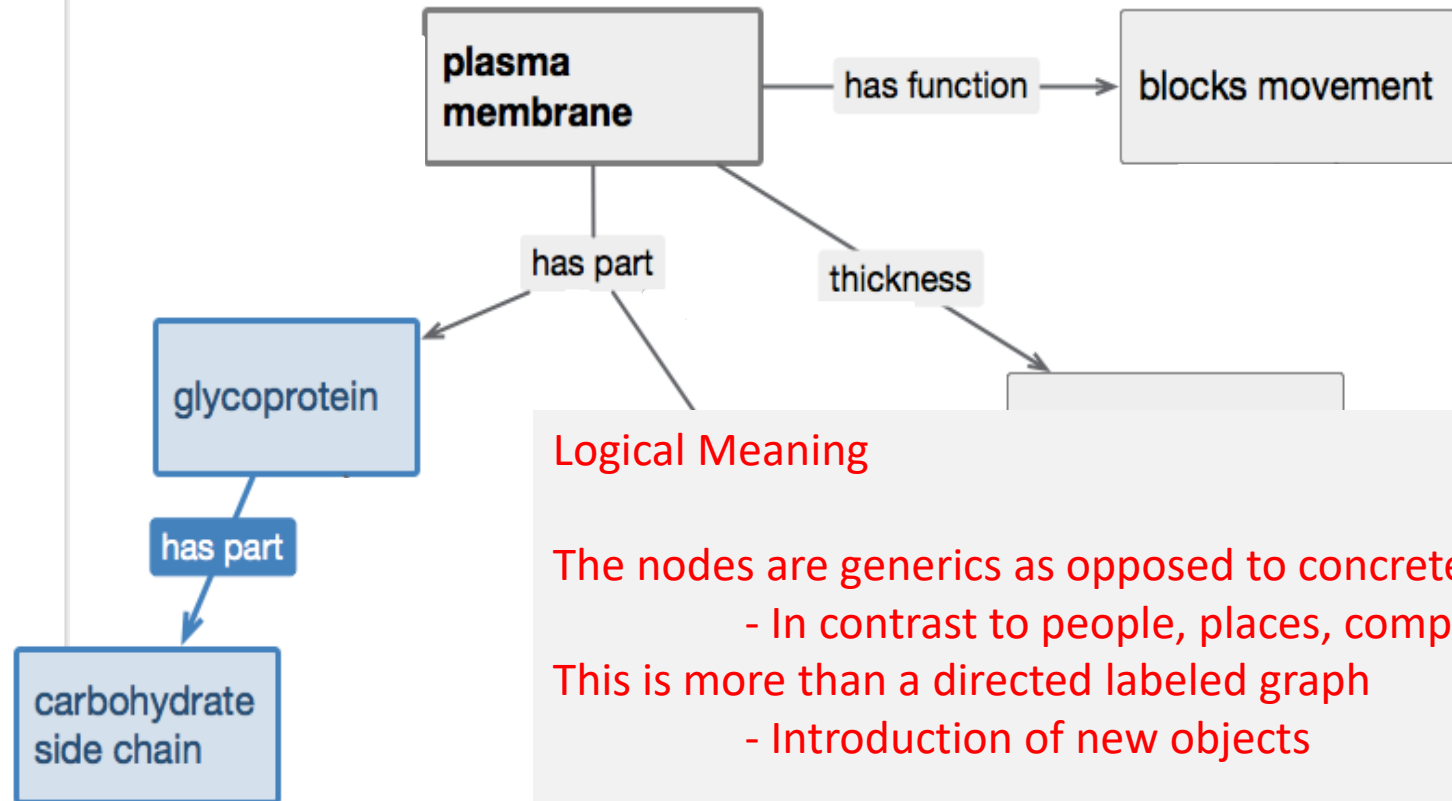 plasma
membrane
has function
blocks movement
has part
thickness
glycoprotein
has part
carbohydrate
side chain
Logical Meaning
The nodes are generics as opposed to concrete
- In contrast to people, places, comp
This is more than a directed labeled graph
- Introduction of new objects